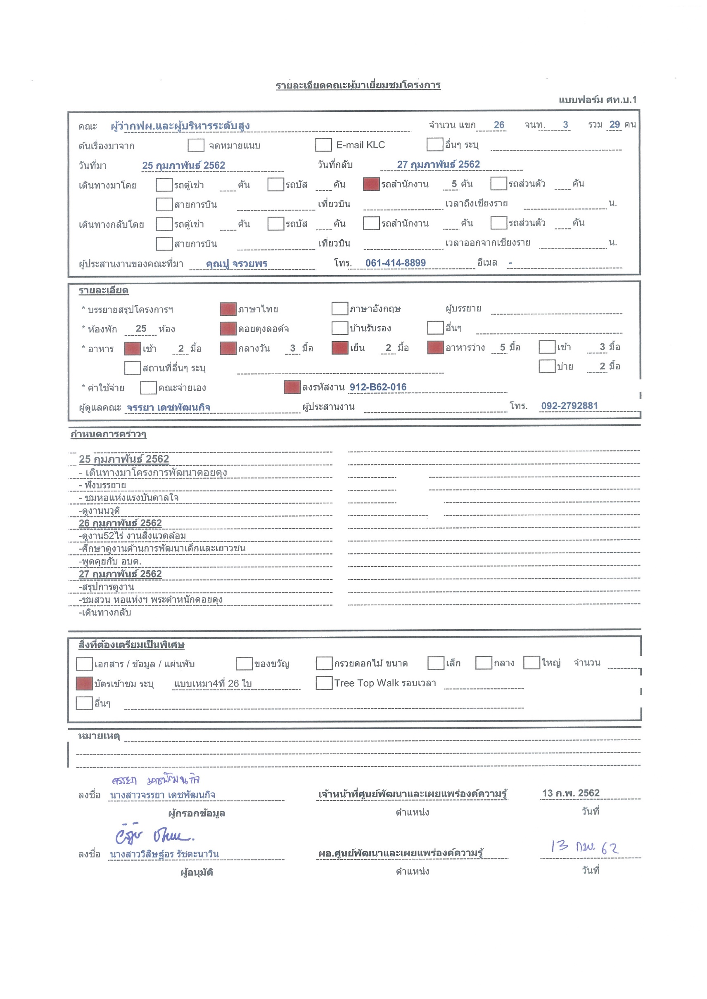 รายละเอียดคณะผู้มาเยี่ยมชมโครงการ
แบบฟอร์ม ศท.บ.1
คณะ ผู้ว่ากฟผ.และผู้บริหารระดับสูง จำนวน แขก 26 จนท. 3 รวม 29 คน
ต้นเรื่องมาจาก จดหมายแนบ E-mail KLC อื่นๆ ระบุ
วันที่มา 25 กุมภาพันธ์ 2562 วันที่กลับ 27 กุมภาพันธ์ 2562
เดินทางมาโดย รถตู้เช่า คัน รถบัส คัน รถสำนักงาน 5 คัน รถส่วนตัว คัน
สายการบิน เที่ยวบิน เวลาถึงเชียงราย น.
เดินทางกลับโดย รถตู้เช่า คัน รถบัส คัน รถสำนักงาน คัน รถส่วนตัว คัน
สายการบิน เที่ยวบิน เวลาออกจากเชียงราย น.
ผู้ประสานงานของคณะที่มา คุณปู จรวยพร โทร. 061-414-8899 อีเมล -
รายละเอียด
* บรรยายสรุปโครงการฯ ภาษาไทย ภาษาอังกฤษ ผู้บรรยาย
* ห้องพัก 25 ห้อง ดอยตุงลอด์จ บ้านรับรอง อื่นๆ
* อาหาร เช้า 2 มื้อ กลางวัน 3 มื้อ เย็น 2 มื้อ อาหารว่าง 5 มื้อ เช้า 3 มื้อ
สถานที่อื่นๆ ระบุ บ่าย 2 มื้อ
* ค่าใช้จ่าย คณะจ่ายเอง ลงรหัสงาน 912-B62-016
ผู้ดูแลคณะ จรรยา เดชพัฒนกิจ ผู้ประสานงาน โทร. 092-2792881
กำหนดการคร่าวๆ
25 กุมภาพันธ์ 2562
- เดินทางมาโครงการพัฒนาดอยตุง
- ฟังบรรยาย
- ชมหอแห่งแรงบันดาลใจ
-ดูงานนวุติ
26 กุมภาพันธ์ 2562
-ดูงาน52ไร่ งานสิ่งแวดล้อม
-ศึกษาดูงานด้านการพัฒนาเด็กและเยาวชน
-พูดคุยกับ อบต.
27 กุมภาพันธ์ 2562
-สรุปการดูงาน
-ชมสวน หอแห่งฯ พระตำหนักดอยตุง
-เดินทางกลับ
สิ่งที่ต้องเตรียมเป็นพิเศษ
เอกสาร / ข้อมูล / แผ่นพับ ของขวัญ กรวยดอกไม้ ขนาด เล็ก กลาง ใหญ่ จำนวน
บัตรเข้าชม ระบุ แบบเหมา4ที่ 26 ใบ Tree Top Walk รอบเวลา
อื่นๆ
หมายเหตุ
จรรยา เดชพัฒนกิจ
ลงชื่อ นางสาวจรรยา เดชพัฒนกิจ เจ้าหน้าที่ศูนย์พัฒนาและเผยแพร่องค์ความรู้ 13 ก.พ. 2562
ผู้กรอกข้อมูล ตำแหน่ง วันที่
ลงชื่อ นางสาววิสิษฐ์อร รัชตะนาวิน ผอ.ศูนย์พัฒนาและเผยแพร่องค์ความรู้ 13 กพ. 62
ผู้อนุมัติ ตำแหน่ง วันที่